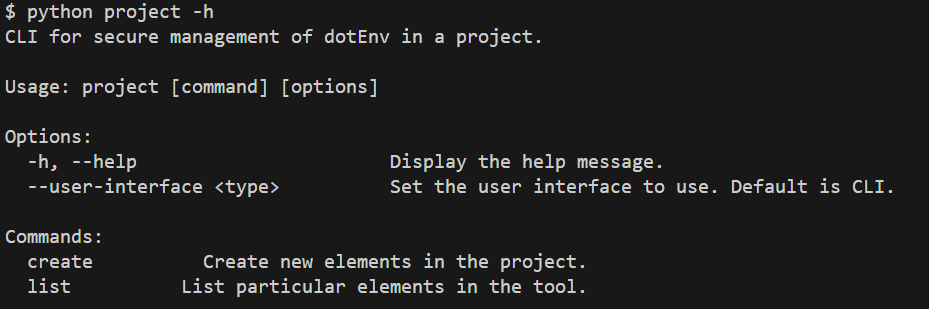 $ python project -h
CLI for secure management of dotEnv in a project.
Usage: project [command] [options]
Options:
-h, --help Display the help message.
--user-interface <type> Set the user interface to use. Default is CLI.
Commands:
create Create new elements in the project.
list List particular elements in the tool.